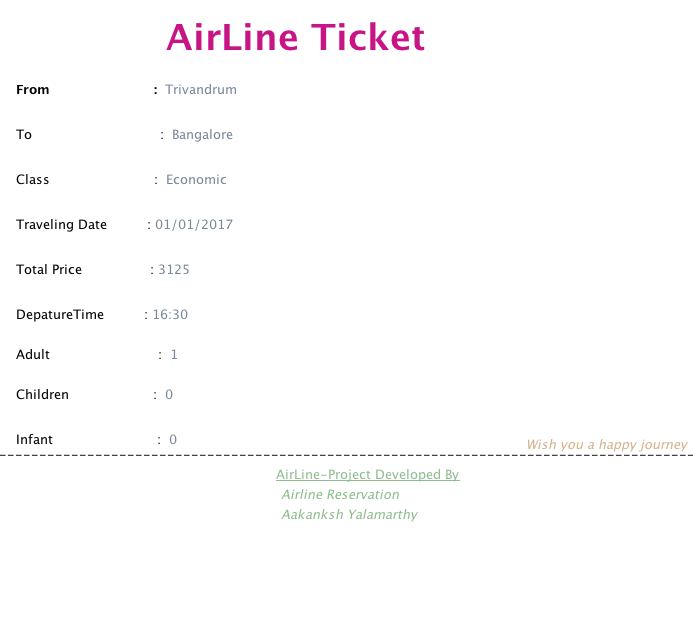 AirLine Ticket
From : Trivandrum
To : Bangalore
Class : Economic
Traveling Date : 01/01/2017
Total Price : 3125
DepatureTime : 16:30
Adult : 1
Children : 0
Infant : 0
Wish you a happy journey
AirLine-Project Developed By
Airline Reservation
Aakanksh Yalamarthy